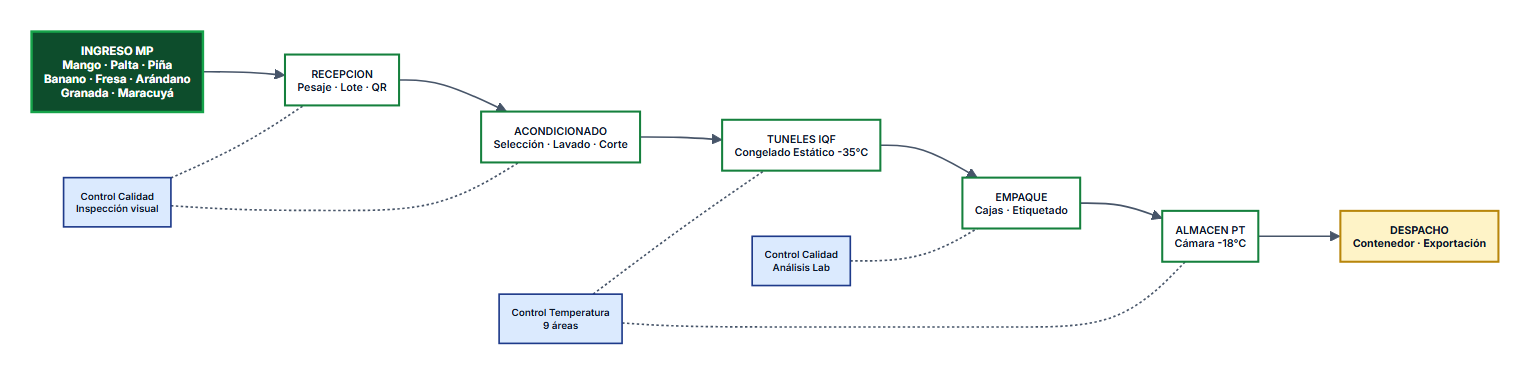 INGRESO MP
Mango · Palta · Piña
Banano · Fresa · Arándano
Granada · Maracuyá
RECEPCION
Pesaje · Lote · QR
ACONDICIONADO
Selección · Lavado · Corte
TUNELES IQF
Congelado Estático -35°C
EMPAQUE
Cajas · Etiquetado
ALMACEN PT
Cámara -18°C
DESPACHO
Contenedor · Exportación
Control Calidad
Inspección visual
Control Calidad
Análisis Lab
Control Temperatura
9 áreas